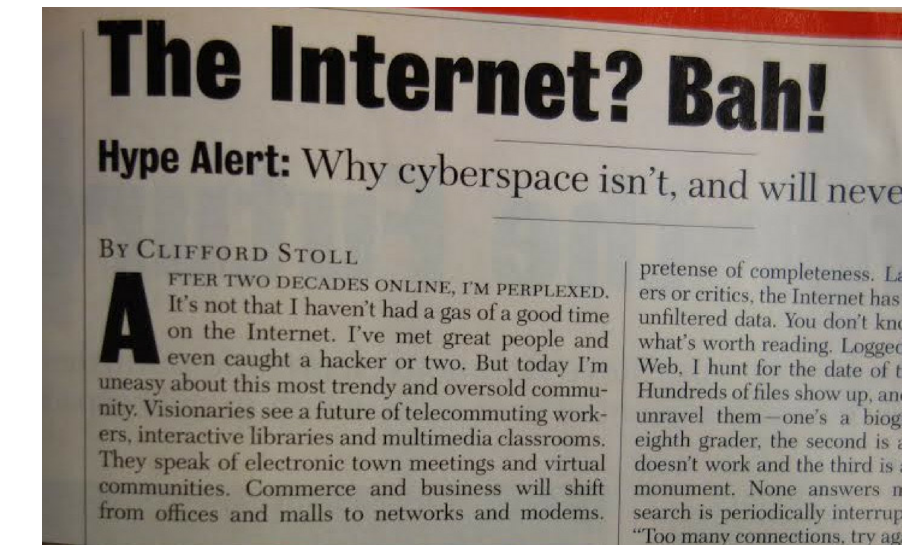 The Internet? Bah!
Hype Alert: Why cyberspace isn't, and will neve
BY CLIFFORD STOLL
AFTER TWO DECADES ONLINE, I'M PERPLEXED.
It's not that I haven't had a gas of a good time
on the Internet. I've met great people and
even caught a hacker or two. But today I'm
uneasy about this most trendy and oversold commu-
nity. Visionaries see a future of telecommuting work-
ers, interactive libraries and multimedia classrooms.
They speak of electronic town meetings and virtual
communities. Commerce and business will shift
from offices and malls to networks and modems.
pretense of completeness. La
ers or critics, the Internet has
unfiltered data. You don't kno
what's worth reading. Logged
Web, I hunt for the date of t
Hundreds of files show up, and
unravel them—one's a biog
eighth grader, the second is a
doesn't work and the third is a
monument. None answers m
search is periodically interrup
"Too many connections, try aga